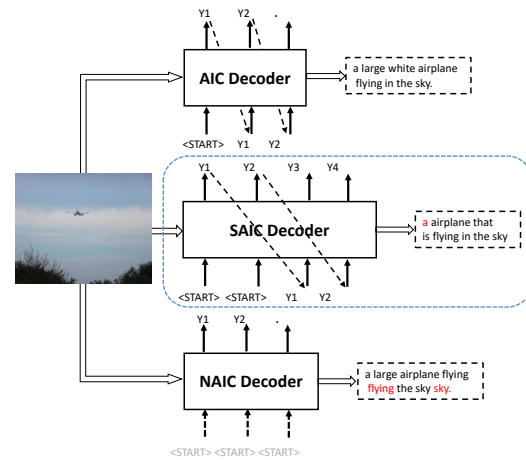 Y1 Y2 .
AIC Decoder
a large white airplane
flying in the sky.
<START> Y1 Y2
Y1 Y2 Y3 Y4
SAIC Decoder
a airplane that
is flying in the sky
<START> <START> Y1 Y2
Y1 Y2 .
NAIC Decoder
a large airplane flying
flying the sky sky.
<START> <START> <START>